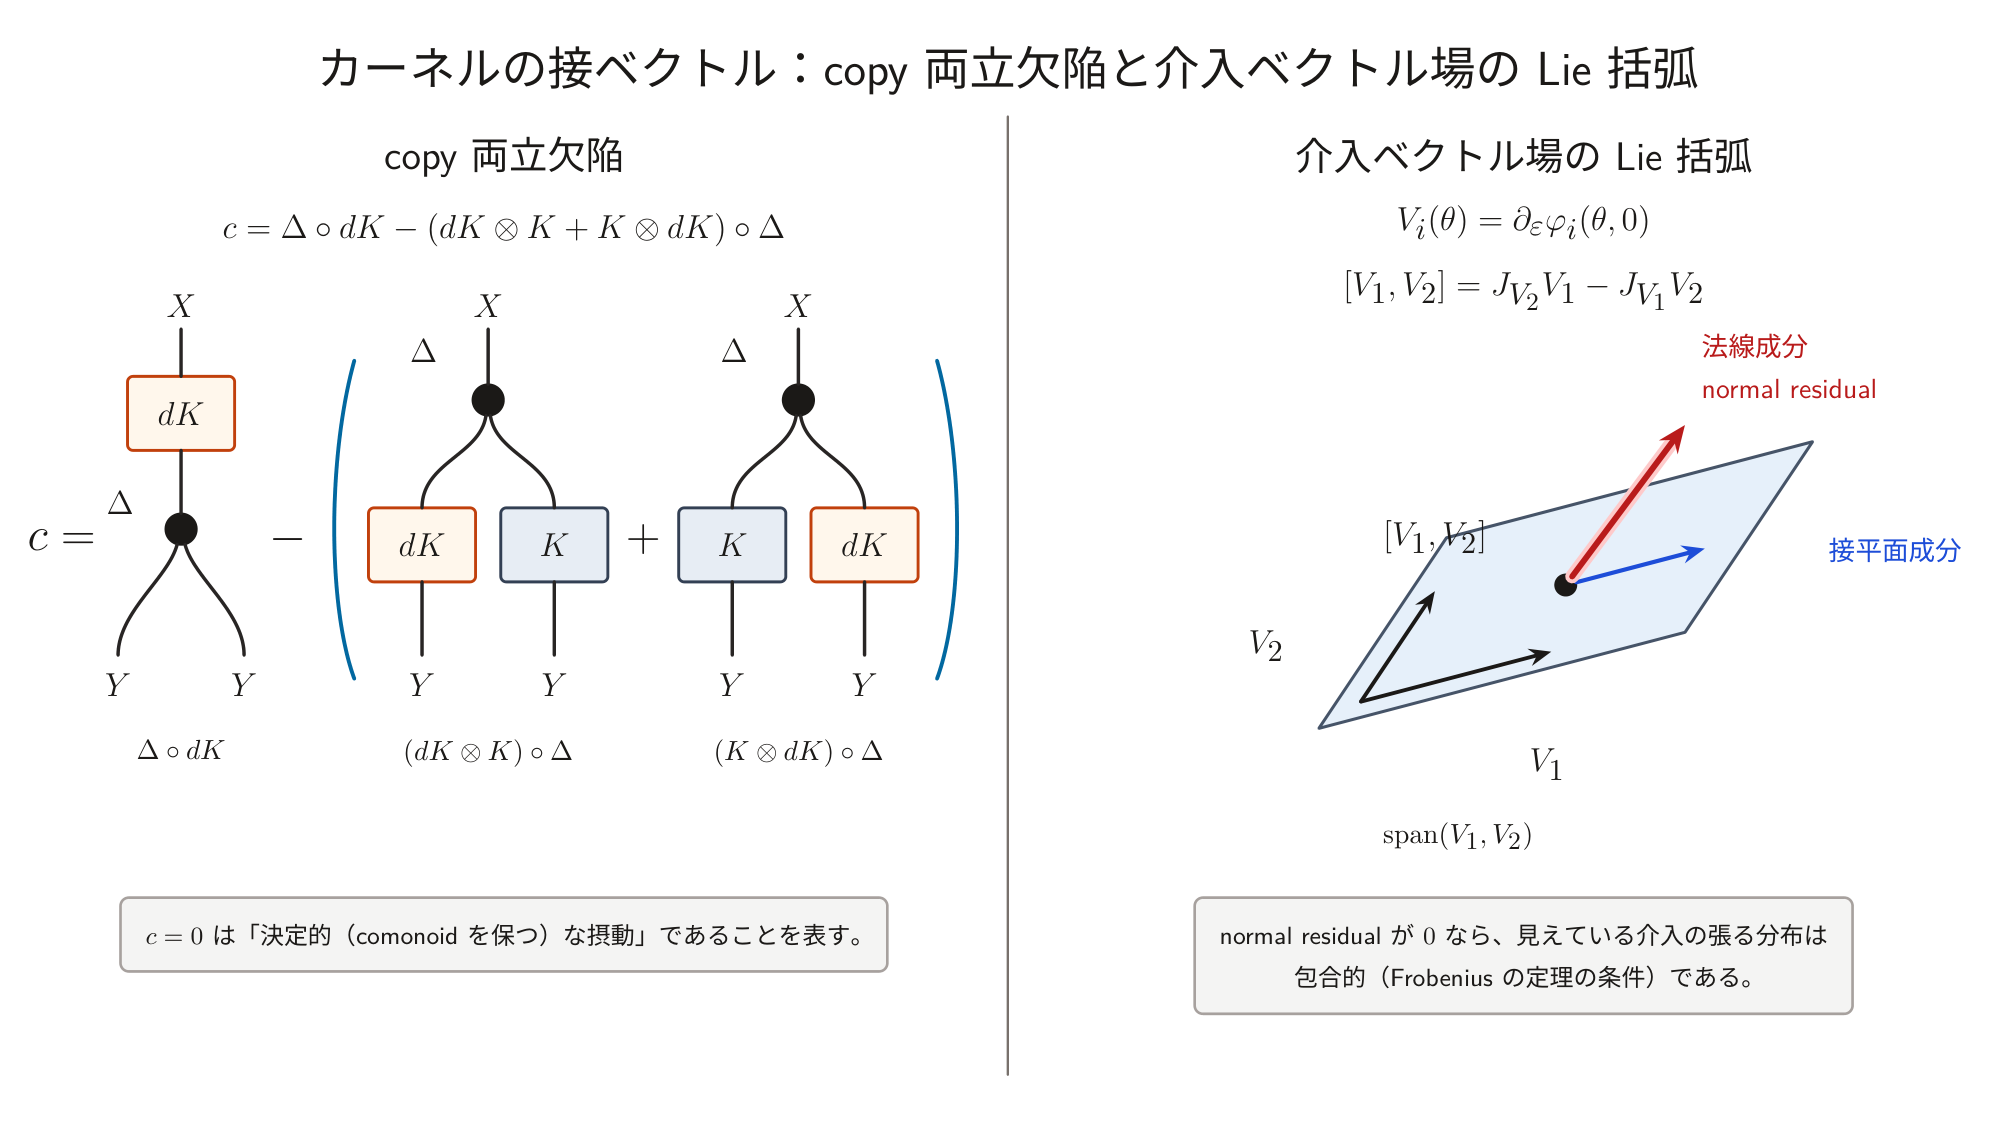 カーネルの接ベクトル：copy 両立欠陥と介入ベクトル場の Lie 括弧
copy 両立欠陥
c = Δ ∘ dK − (dK ⊗ K + K ⊗ dK) ∘ Δ
X
X
X
Δ
Δ
dK
Δ
c =
−
dK
K
+
K
dK
Y
Y
Y
Y
Y
Y
Δ ∘ dK
(dK ⊗ K) ∘ Δ
(K ⊗ dK) ∘ Δ
c = 0 は「決定的（comonoid を保つ）な摂動」であることを表す。
介入ベクトル場の Lie 括弧
V_i(θ) = ∂_εφ_i(θ, 0)
[V_1, V_2] = J_{V_2}V_1 − J_{V_1}V_2
法線成分
normal residual
[V_1, V_2]
接平面成分
V_2
V_1
span(V_1, V_2)
normal residual が 0 なら、見えている介入の張る分布は
包合的（Frobenius の定理の条件）である。